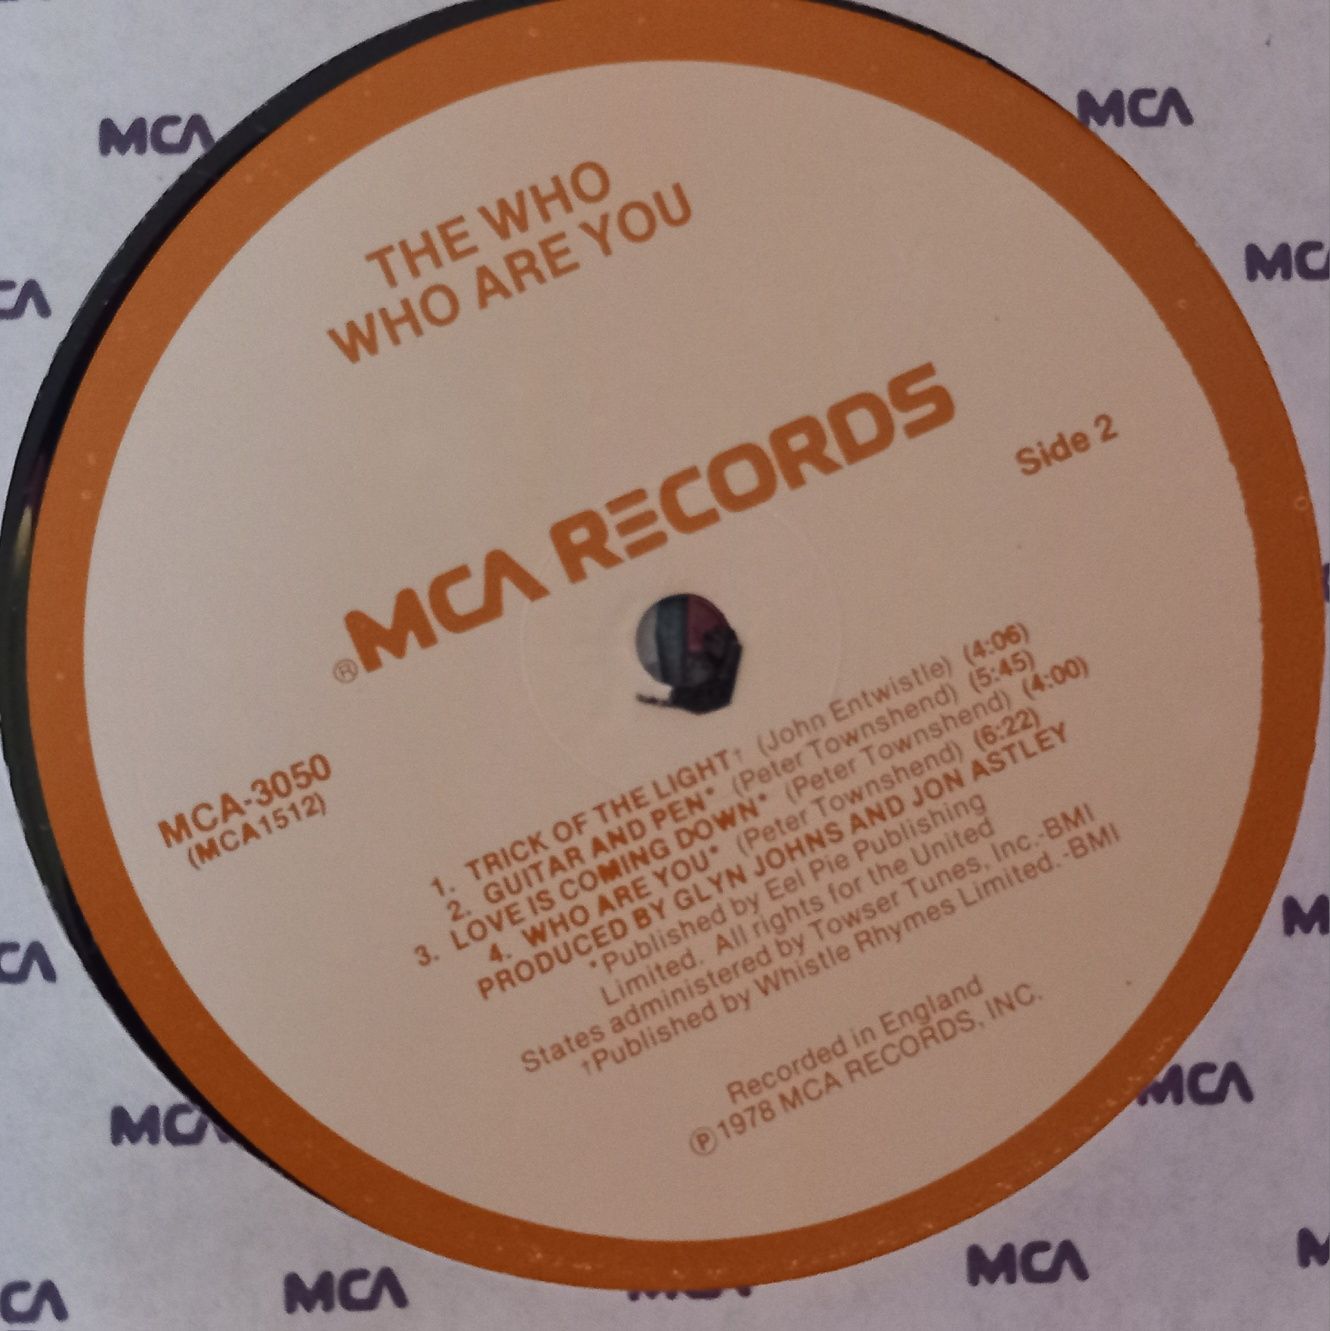 THE WHO
WHO ARE YOU
® MCA RECORDS
Side 2
MCA-3050
(MCA1512)
1. TRICK OF THE LIGHT† (John Entwistle) (4:06)
2. GUITAR AND PEN* (Peter Townshend) (5:45)
3. LOVE IS COMING DOWN* (Peter Townshend) (4:00)
4. WHO ARE YOU* (Peter Townshend) (6:22)
PRODUCED BY GLYN JOHNS AND JON ASTLEY
*Published by Eel Pie Publishing
Limited. All rights for the United
States administered by Towser Tunes, Inc.-BMI
†Published by Whistle Rhymes Limited.-BMI
Recorded in England
℗ 1978 MCA RECORDS, INC.
MCA
MCA
MCA
MCA
MCA
MCA
MCA